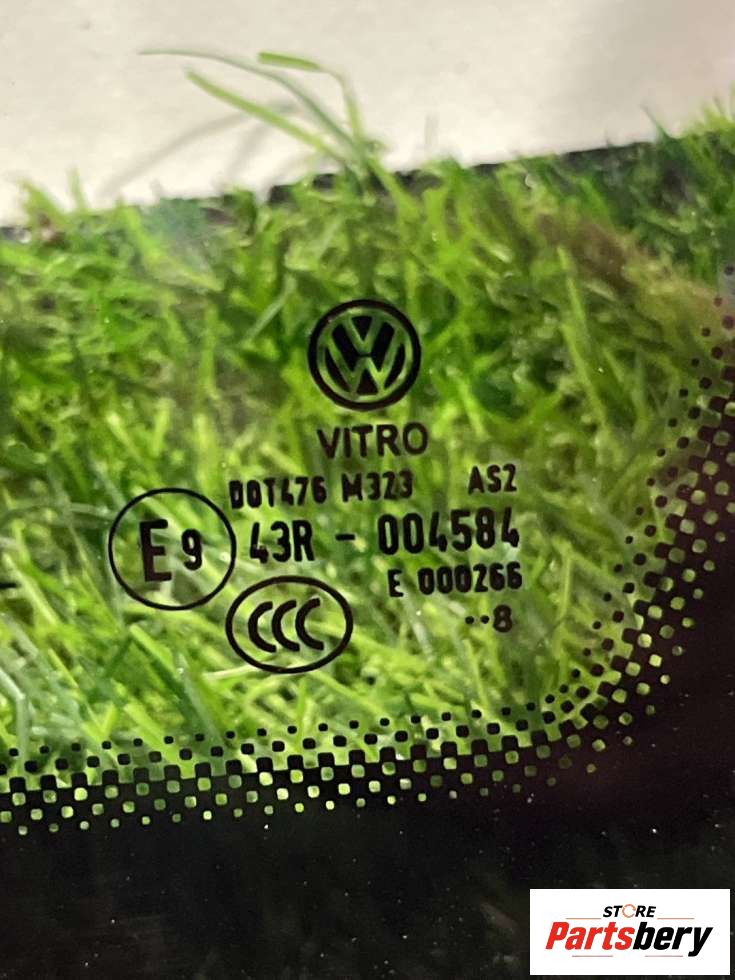 VITRO
DOT476 M323 AS2
E9 43R - 004584
E 000266
CCC
··8
STORE
Partsbery